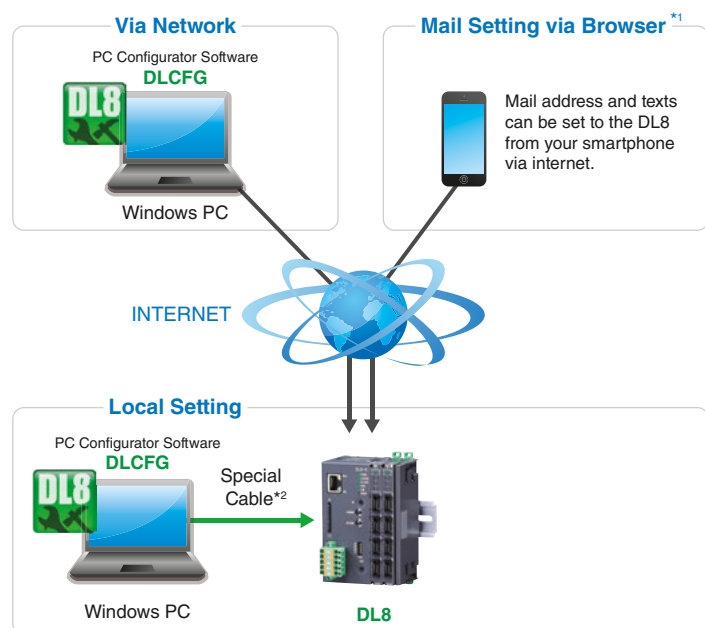 Via Network
PC Configurator Software
DLCFG
DL8
Windows PC
Mail Setting via Browser *1
Mail address and texts
can be set to the DL8
from your smartphone
via internet.
INTERNET
Local Setting
PC Configurator Software
DLCFG
DL8
Windows PC
Special
Cable*2
DL8